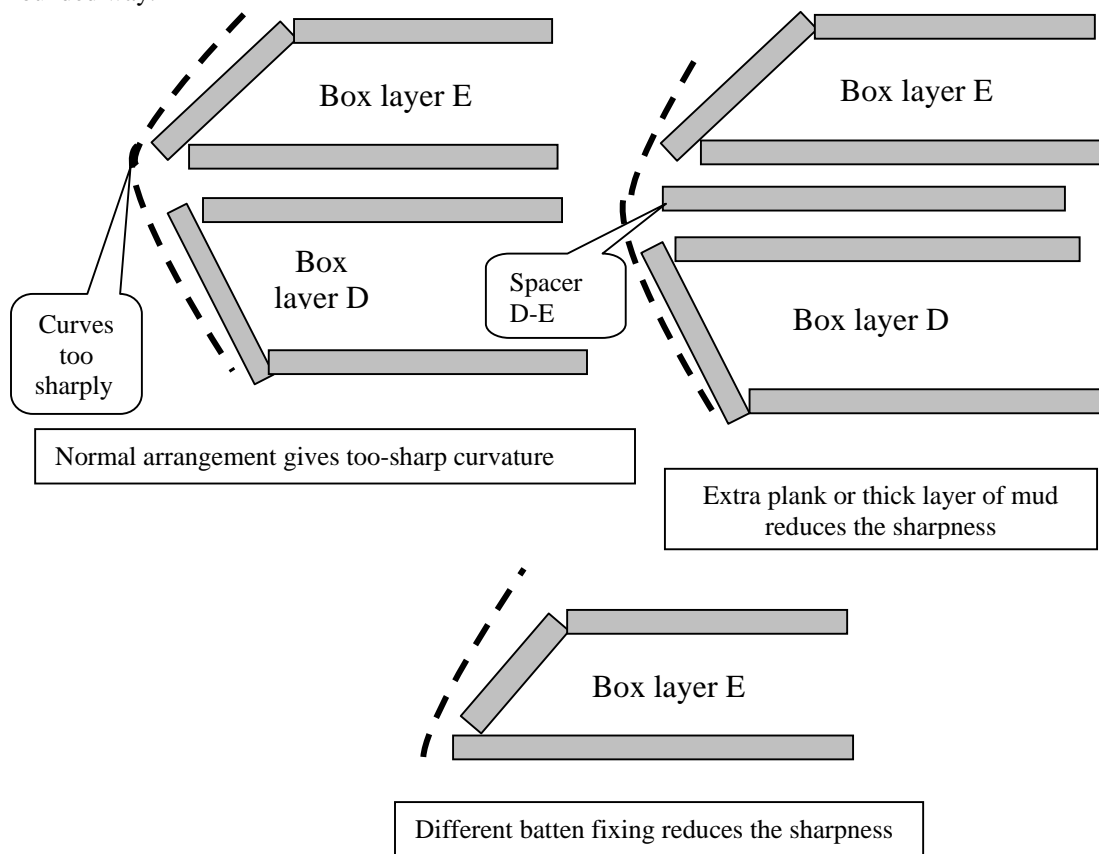 Box layer E
Box
layer D
Curves
too
sharply
Normal arrangement gives too-sharp curvature
Box layer E
Spacer
D-E
Box layer D
Extra plank or thick layer of mud
reduces the sharpness
Box layer E
Different batten fixing reduces the sharpness